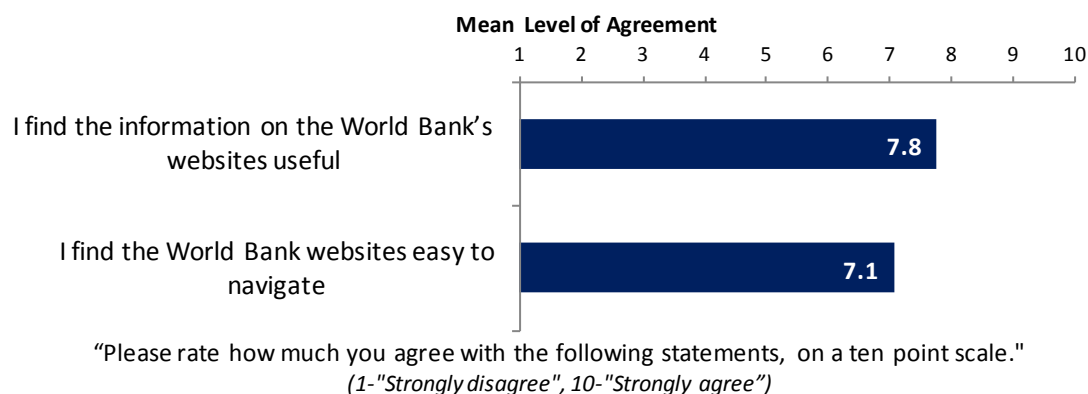 Mean Level of Agreement
1 2 3 4 5 6 7 8 9 10
I find the information on the World Bank’s
websites useful
7.8
I find the World Bank websites easy to
navigate
7.1
“Please rate how much you agree with the following statements, on a ten point scale."
(1-"Strongly disagree", 10-"Strongly agree”)